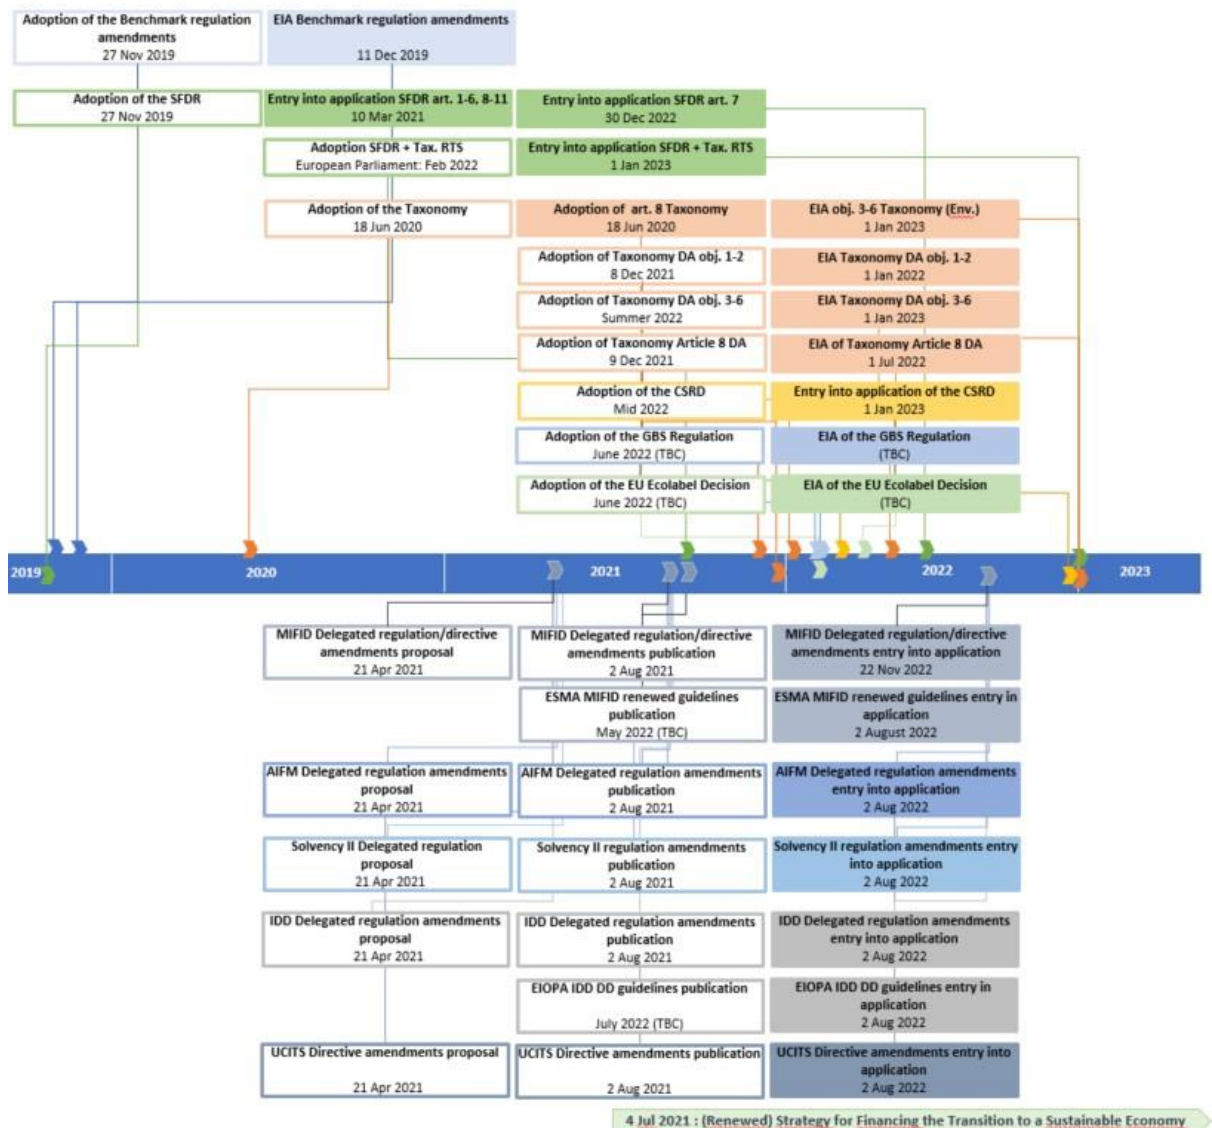 Adoption of the Benchmark regulation
amendments
27 Nov 2019
EIA Benchmark regulation amendments
11 Dec 2019
Adoption of the SFDR
27 Nov 2019
Entry into application SFDR art. 1-6, 8-11
10 Mar 2021
Entry into application SFDR art. 7
30 Dec 2022
Adoption SFDR + Tax. RTS
European Parliament: Feb 2022
Entry into application SFDR + Tax. RTS
1 Jan 2023
Adoption of the Taxonomy
18 Jun 2020
Adoption of art. 8 Taxonomy
18 Jun 2020
EIA obj. 3-6 Taxonomy (Env.)
1 Jan 2023
Adoption of Taxonomy DA obj. 1-2
8 Dec 2021
EIA Taxonomy DA obj. 1-2
1 Jan 2022
Adoption of Taxonomy DA obj. 3-6
Summer 2022
EIA Taxonomy DA obj. 3-6
1 Jan 2023
Adoption of Taxonomy Article 8 DA
9 Dec 2021
EIA of Taxonomy Article 8 DA
1 Jul 2022
Adoption of the CSRD
Mid 2022
Entry into application of the CSRD
1 Jan 2023
Adoption of the GBS Regulation
June 2022 (TBC)
EIA of the GBS Regulation
(TBC)
Adoption of the EU Ecolabel Decision
June 2022 (TBC)
EIA of the EU Ecolabel Decision
(TBC)
2019
2020
2021
2022
2023
MIFID Delegated regulation/directive
amendments proposal
21 Apr 2021
MIFID Delegated regulation/directive
amendments publication
2 Aug 2021
MIFID Delegated regulation/directive
amendments entry into application
22 Nov 2022
ESMA MIFID renewed guidelines
publication
May 2022 (TBC)
ESMA MIFID renewed guidelines entry in
application
2 August 2022
AIFM Delegated regulation amendments
proposal
21 Apr 2021
AIFM Delegated regulation amendments
publication
2 Aug 2021
AIFM Delegated regulation amendments
entry into application
2 Aug 2022
Solvency II Delegated regulation
proposal
21 Apr 2021
Solvency II regulation amendments
publication
2 Aug 2021
Solvency II regulation amendments entry
into application
2 Aug 2022
IDD Delegated regulation amendments
proposal
21 Apr 2021
IDD Delegated regulation amendments
publication
2 Aug 2021
IDD Delegated regulation amendments
entry into application
2 Aug 2022
EIOPA IDD DD guidelines publication
July 2022 (TBC)
EIOPA IDD DD guidelines entry in
application
2 Aug 2022
UCITS Directive amendments proposal
21 Apr 2021
UCITS Directive amendments publication
2 Aug 2021
UCITS Directive amendments entry into
application
2 Aug 2022
4 Jul 2021 : (Renewed) Strategy for Financing the Transition to a Sustainable Economy